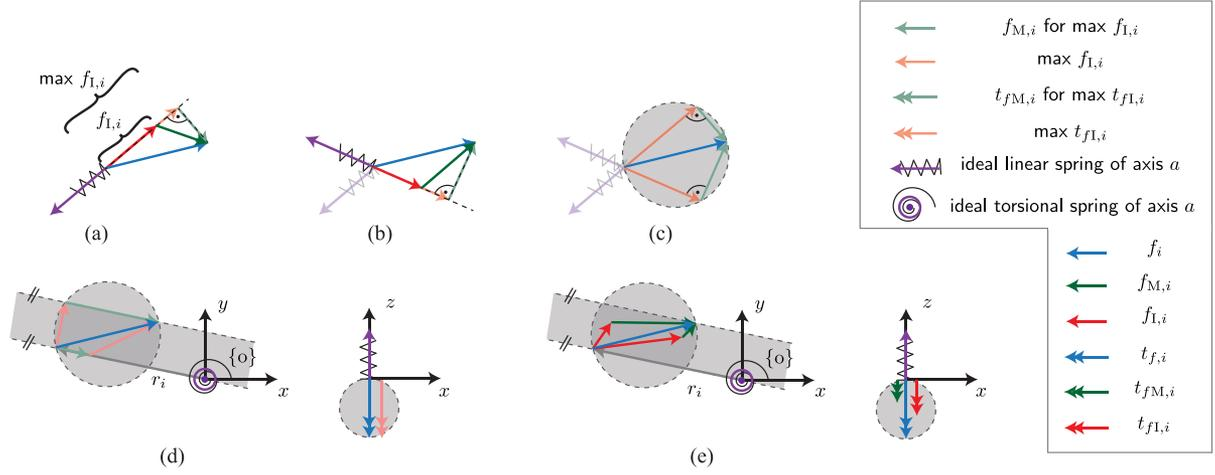 max f_{I,i}
f_{I,i}
(a)
(b)
(c)
f_{M,i} for max f_{I,i}
max f_{I,i}
t_{fM,i} for max t_{fI,i}
max t_{fI,i}
ideal linear spring of axis a
ideal torsional spring of axis a
f_i
f_{M,i}
f_{I,i}
t_{f,i}
t_{fM,i}
t_{fI,i}
y
{o}
x
r_i
z
x
(d)
y
{o}
x
r_i
z
x
(e)